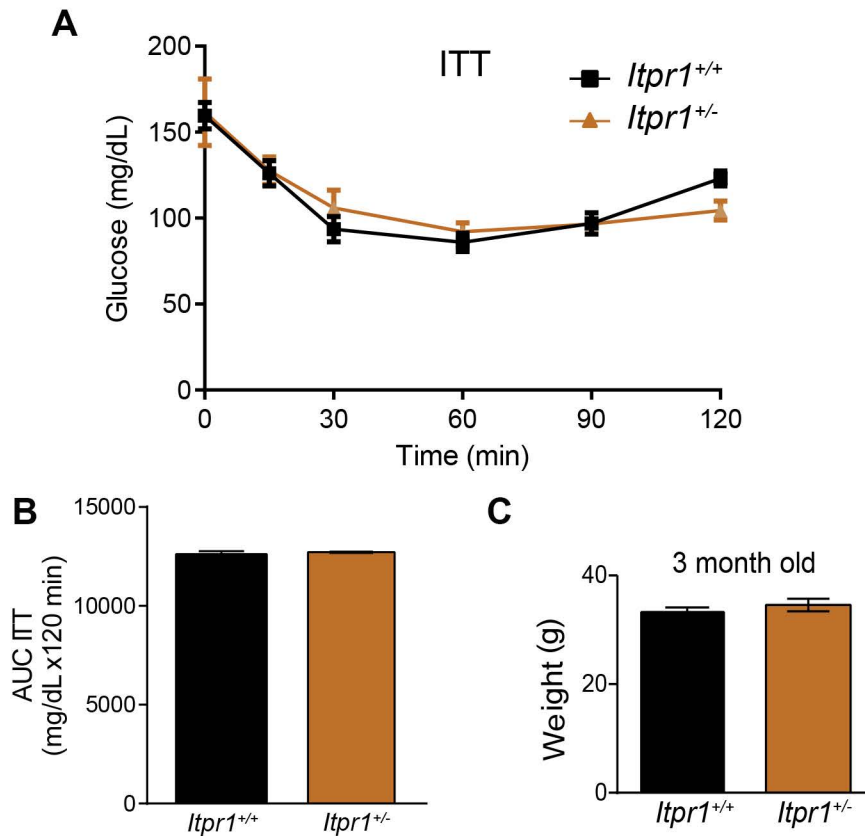 A
ITT
Itpr1+/+
Itpr1+/-
Glucose (mg/dL)
200
150
100
50
0
0 30 60 90 120
Time (min)
B
AUC ITT
(mg/dL x120 min)
15000
10000
5000
0
Itpr1+/+ Itpr1+/-
C
3 month old
Weight (g)
40
20
0
Itpr1+/+ Itpr1+/-